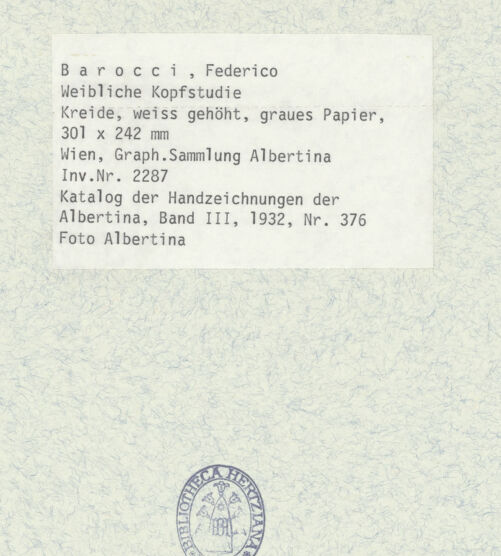 B a r o c c i , Federico
Weibliche Kopfstudie
Kreide, weiss gehöht, graues Papier,
301 x 242 mm
Wien, Graph.Sammlung Albertina
Inv.Nr. 2287
Katalog der Handzeichnungen der
Albertina, Band III, 1932, Nr. 376
Foto Albertina
BIBLIOTHECA HERTZIANA